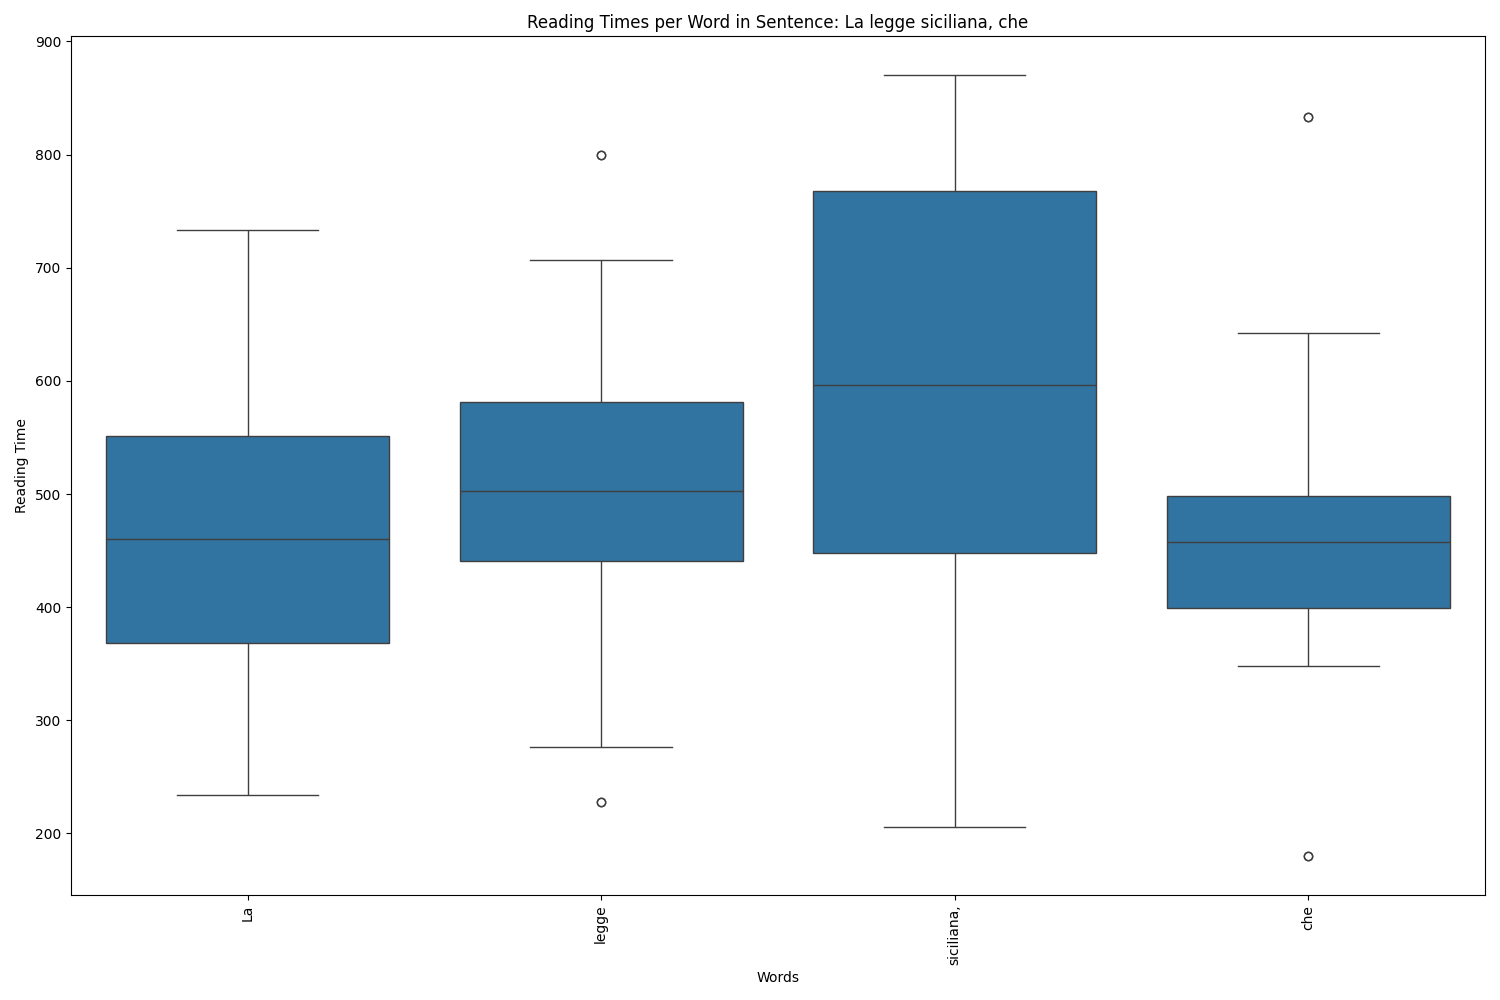 Reading Times per Word in Sentence: La legge siciliana, che
900
800
700
600
500
400
300
200
Reading Time
La
legge
siciliana,
che
Words